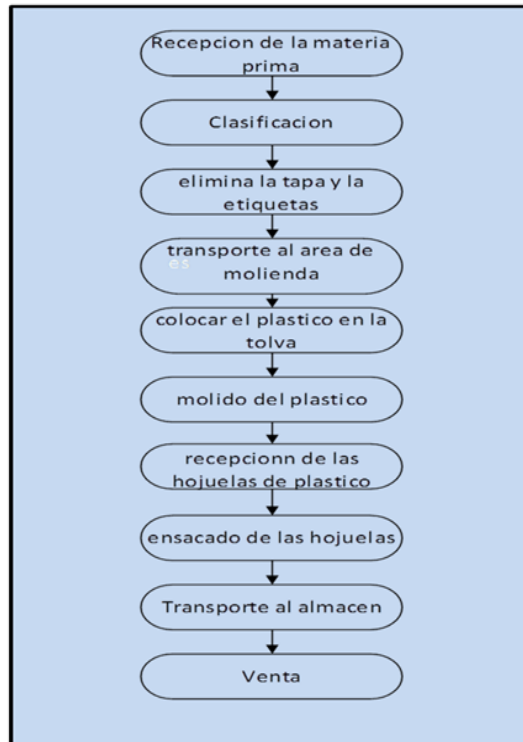 Recepcion de la materia
prima
Clasificacion
elimina la tapa y la
etiquetas
transporte al area de
es
molienda
colocar el plastico en la
tolva
molido del plastico
recepcionn de las
hojuelas de plastico
ensacado de las hojuelas
Transporte al almacen
Venta